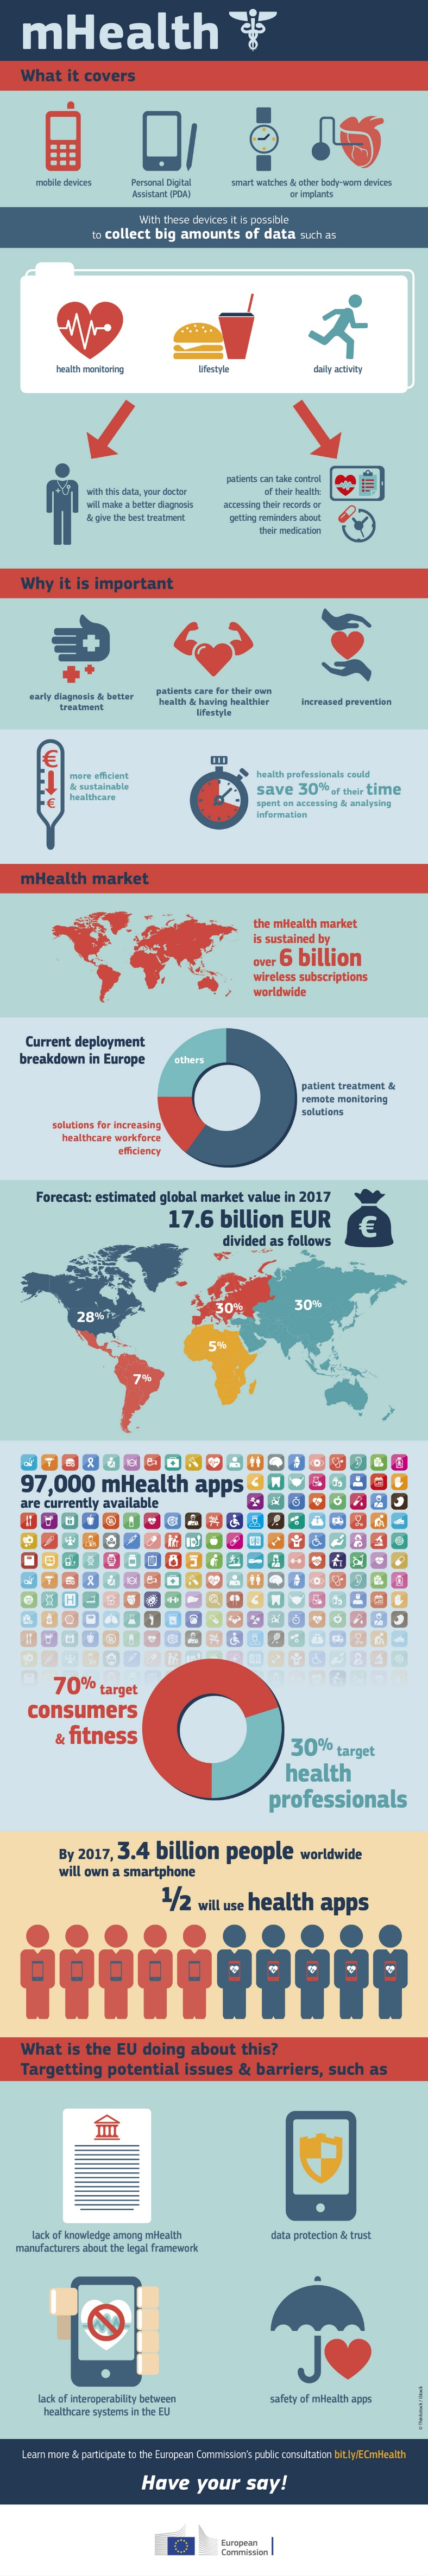 mHealth
What it covers
mobile devices
Personal Digital
Assistant (PDA)
smart watches & other body-worn devices
or implants
With these devices it is possible
to collect big amounts of data such as
health monitoring
lifestyle
daily activity
with this data, your doctor
will make a better diagnosis
& give the best treatment
patients can take control
of their health:
accessing their records or
getting reminders about
their medication
Why it is important
early diagnosis & better
treatment
patients care for their own
health & having healthier
lifestyle
increased prevention
€
€
more efficient
& sustainable
healthcare
health professionals could
save 30% of their time
spent on accessing & analysing
information
mHealth market
the mHealth market
is sustained by
over 6 billion
wireless subscriptions
worldwide
Current deployment
breakdown in Europe
others
patient treatment &
remote monitoring
solutions
solutions for increasing
healthcare workforce
efficiency
Forecast: estimated global market value in 2017
17.6 billion EUR
divided as follows
€
28%
30%
30%
5%
7%
97,000 mHealth apps
are currently available
70% target
consumers
& fitness
30% target
health
professionals
By 2017, 3.4 billion people worldwide
will own a smartphone
1/2 will use health apps
What is the EU doing about this?
Targetting potential issues & barriers, such as
lack of knowledge among mHealth
manufacturers about the legal framework
data protection & trust
lack of interoperability between
healthcare systems in the EU
safety of mHealth apps
© Thinkstock / iStock
Learn more & participate to the European Commission's public consultation bit.ly/ECmHealth
Have your say!
European
Commission